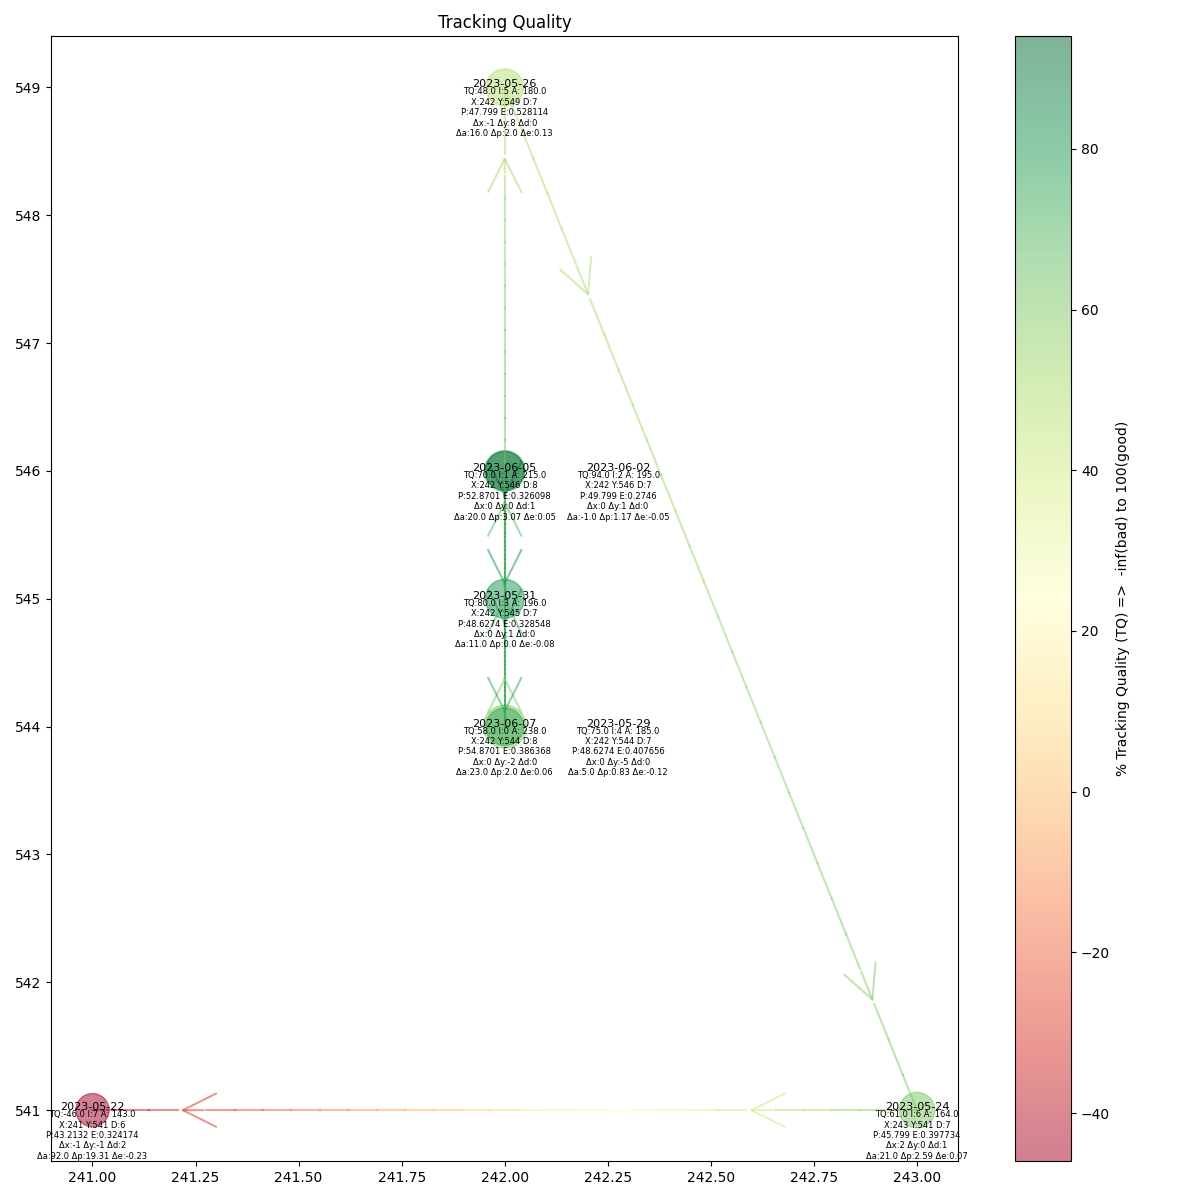 Tracking Quality
549
548
547
546
545
544
543
542
541
2023-05-26
TQ:48.0 I:5 A: 180.0
X:242 Y:549 D:7
P:47.799 E:0.528114
Δx:-1 Δy:8 Δd:0
Δa:16.0 Δp:2.0 Δe:0.13
2023-06-05
TQ:70.0 I:1 A: 215.0
X:242 Y:546 D:8
P:52.8701 E:0.326098
Δx:0 Δy:0 Δd:1
Δa:20.0 Δp:3.07 Δe:0.05
2023-06-02
TQ:94.0 I:2 A: 195.0
X:242 Y:546 D:7
P:49.799 E:0.2746
Δx:0 Δy:1 Δd:0
Δa:-1.0 Δp:1.17 Δe:-0.05
2023-05-31
TQ:80.0 I:3 A: 196.0
X:242 Y:545 D:7
P:48.6274 E:0.328548
Δx:0 Δy:1 Δd:0
Δa:11.0 Δp:0.0 Δe:-0.08
2023-06-07
TQ:58.0 I:0 A: 238.0
X:242 Y:544 D:8
P:54.8701 E:0.386368
Δx:0 Δy:-2 Δd:0
Δa:23.0 Δp:2.0 Δe:0.06
2023-05-29
TQ:75.0 I:4 A: 185.0
X:242 Y:544 D:7
P:48.6274 E:0.407656
Δx:0 Δy:-5 Δd:0
Δa:5.0 Δp:0.83 Δe:-0.12
2023-05-22
TQ:-46.0 I:7 A: 143.0
X:241 Y:541 D:6
P:43.2132 E:0.324174
Δx:-1 Δy:-1 Δd:2
Δa:92.0 Δp:19.31 Δe:-0.23
2023-05-24
TQ:61.0 I:6 A: 164.0
X:243 Y:541 D:7
P:45.799 E:0.397734
Δx:2 Δy:0 Δd:1
Δa:21.0 Δp:2.59 Δe:0.07
241.00 241.25 241.50 241.75 242.00 242.25 242.50 242.75 243.00
80
60
40
20
0
−20
−40
% Tracking Quality (TQ) => -inf(bad) to 100(good)